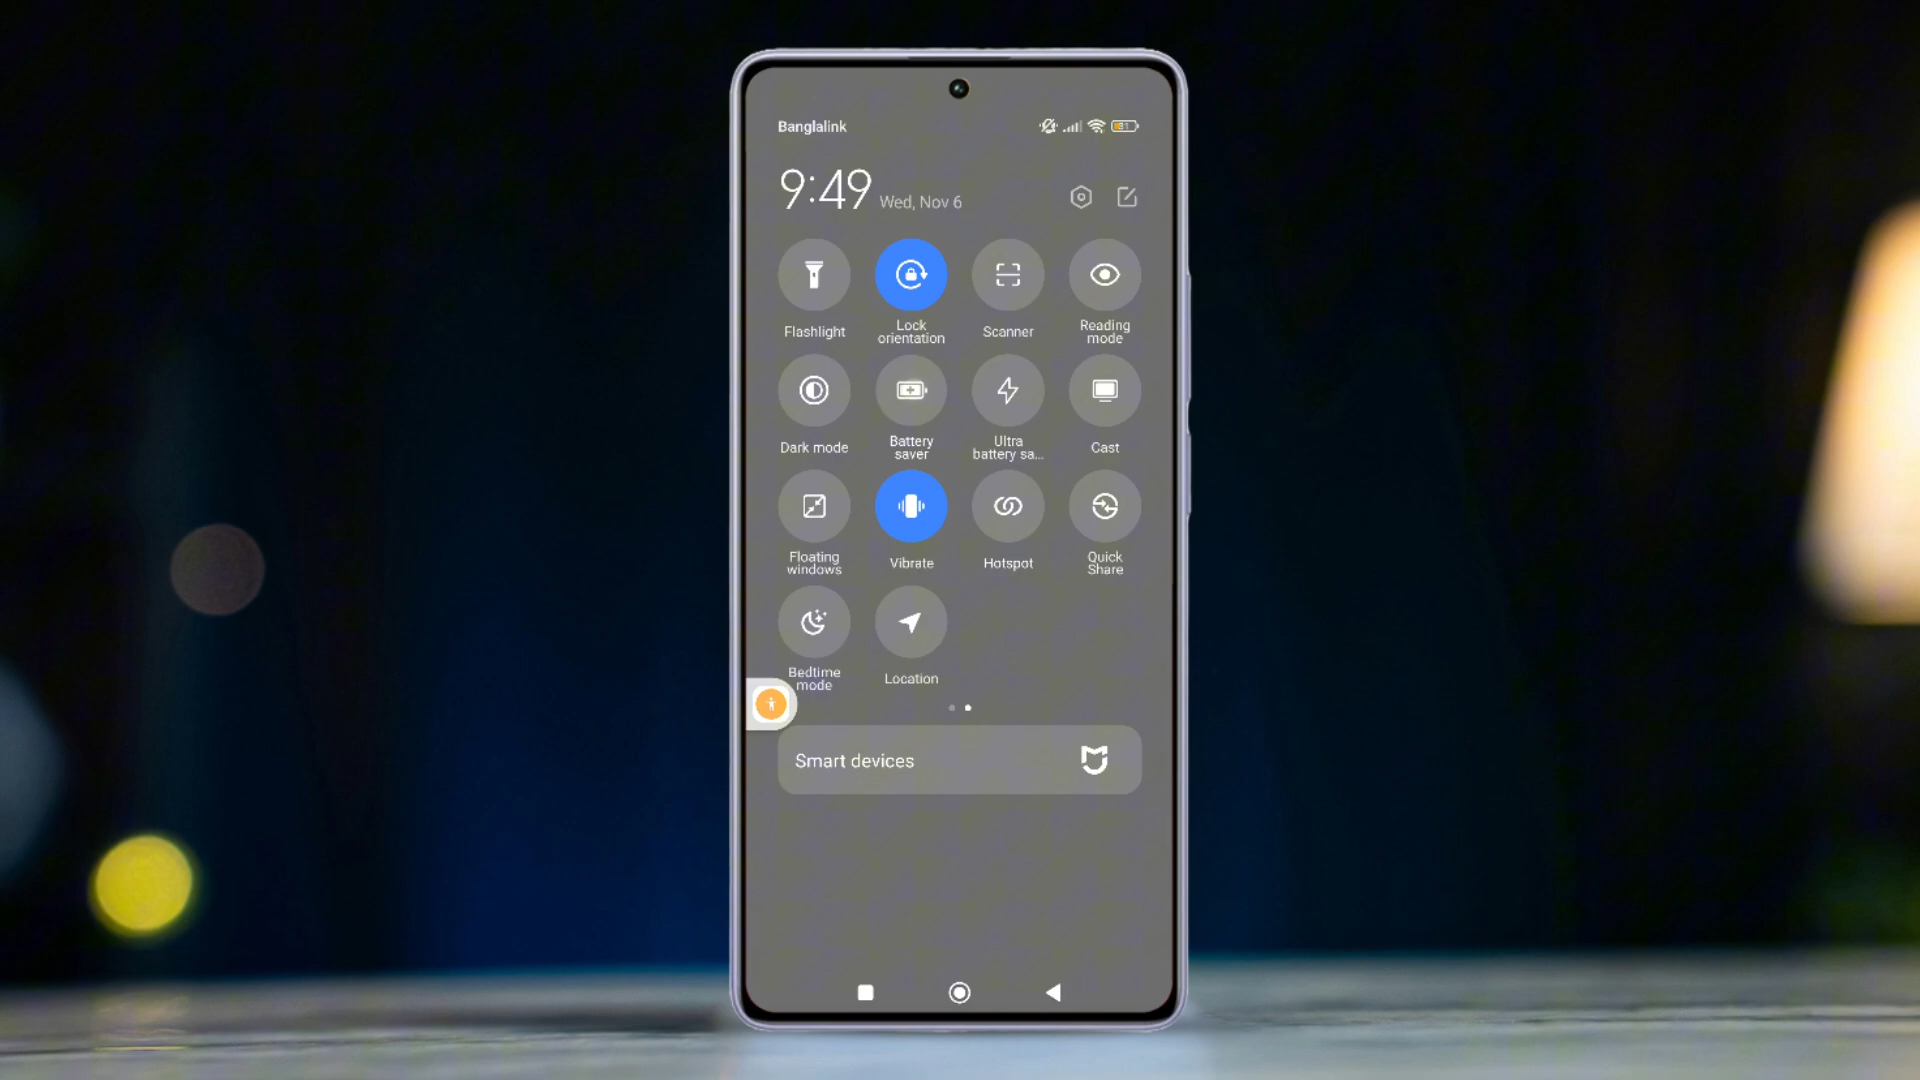 Banglalink
9:49 Wed, Nov 6
Flashlight
Lock
orientation
Scanner
Reading
mode
Dark mode
Battery
saver
Ultra
battery sa...
Cast
Floating
windows
Vibrate
Hotspot
Quick
Share
Bedtime
mode
Location
Smart devices